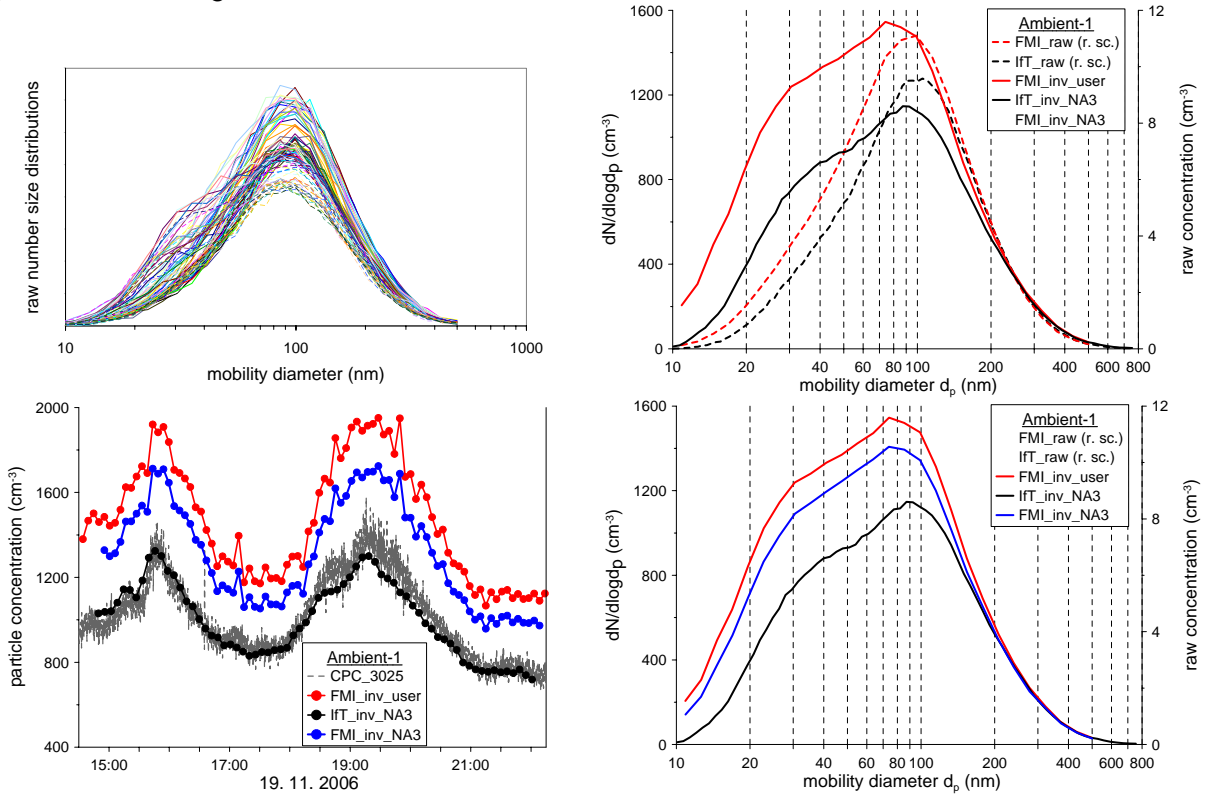 raw number size distributions
10
100
1000
mobility diameter (nm)
1600
1200
800
400
0
dN/dlogdp (cm-3)
12
8
4
0
raw concentration (cm-3)
Ambient-1
FMI_raw (r. sc.)
IfT_raw (r. sc.)
FMI_inv_user
IfT_inv_NA3
FMI_inv_NA3
10 20 40 60 80 100 200 400 600 800
mobility diameter dp (nm)
2000
1600
1200
800
400
particle concentration (cm-3)
Ambient-1
CPC_3025
FMI_inv_user
IfT_inv_NA3
FMI_inv_NA3
15:00 17:00 19:00 21:00
19. 11. 2006
1600
1200
800
400
0
dN/dlogdp (cm-3)
12
8
4
0
raw concentration (cm-3)
Ambient-1
FMI_raw (r. sc.)
IfT_raw (r. sc.)
FMI_inv_user
IfT_inv_NA3
FMI_inv_NA3
10 20 40 60 80 100 200 400 600 800
mobility diameter dp (nm)